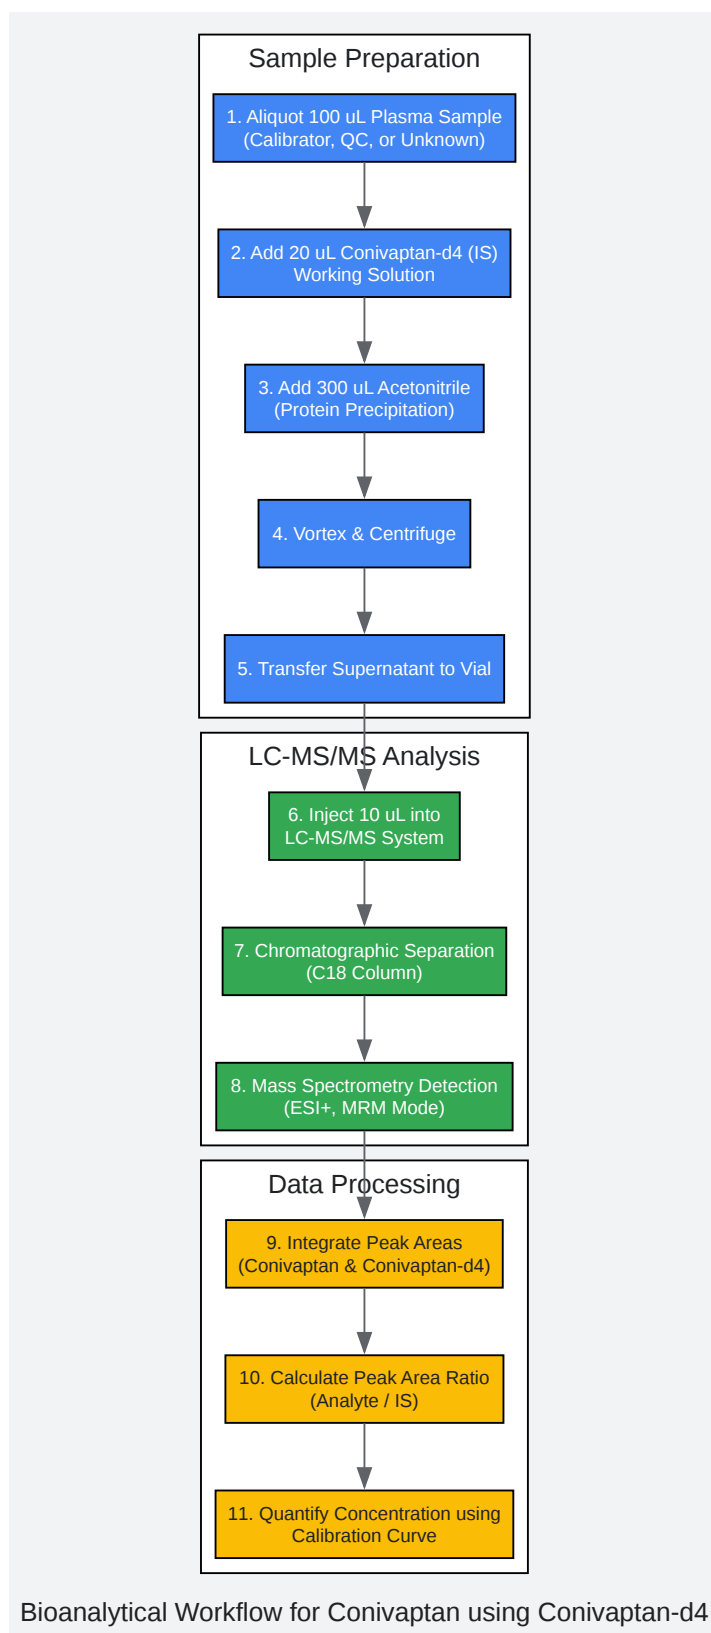 Sample Preparation
1. Aliquot 100 uL Plasma Sample
(Calibrator, QC, or Unknown)
2. Add 20 uL Conivaptan-d4 (IS)
Working Solution
3. Add 300 uL Acetonitrile
(Protein Precipitation)
4. Vortex & Centrifuge
5. Transfer Supernatant to Vial
LC-MS/MS Analysis
6. Inject 10 uL into
LC-MS/MS System
7. Chromatographic Separation
(C18 Column)
8. Mass Spectrometry Detection
(ESI+, MRM Mode)
Data Processing
9. Integrate Peak Areas
(Conivaptan & Conivaptan-d4)
10. Calculate Peak Area Ratio
(Analyte / IS)
11. Quantify Concentration using
Calibration Curve
Bioanalytical Workflow for Conivaptan using Conivaptan-d4